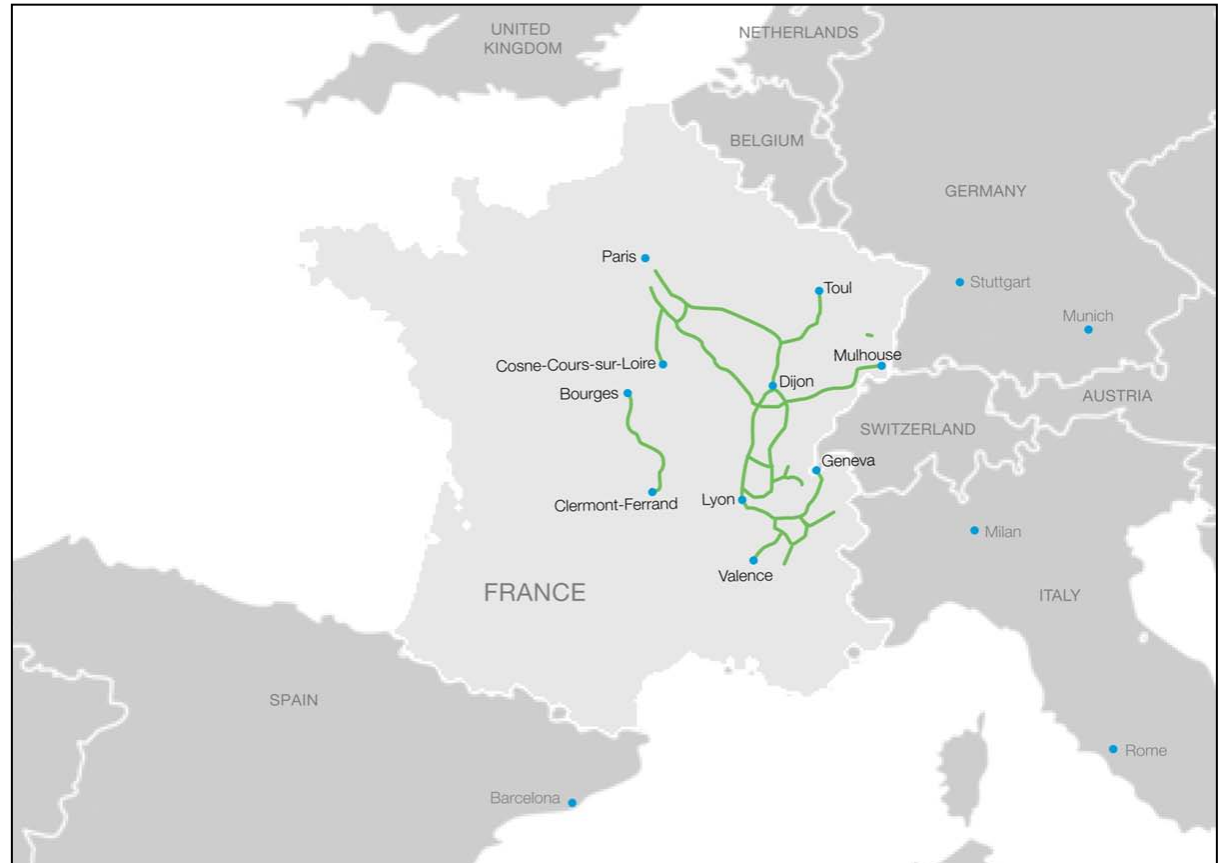 UNITED
KINGDOM
NETHERLANDS
BELGIUM
GERMANY
Paris
Toul
Stuttgart
Munich
Cosne-Cours-sur-Loire
Mulhouse
Bourges
Dijon
AUSTRIA
SWITZERLAND
Geneva
Clermont-Ferrand
Lyon
Milan
Valence
FRANCE
ITALY
SPAIN
Rome
Barcelona